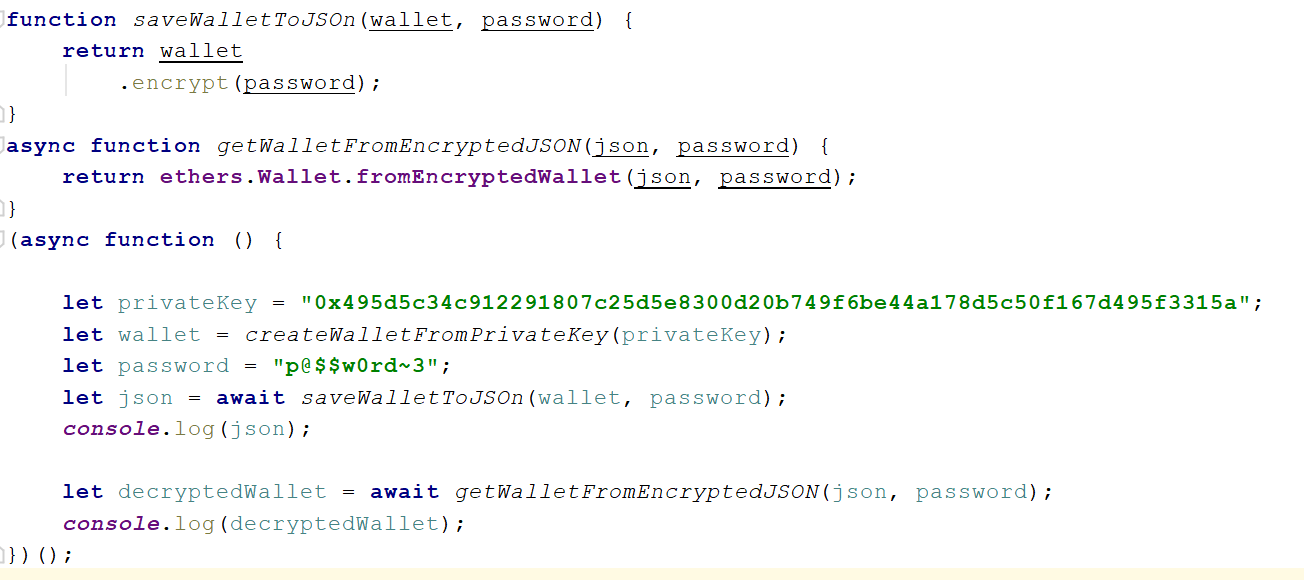 function saveWalletToJSOn(wallet, password) {
    return wallet
        .encrypt(password);
}
async function getWalletFromEncryptedJSON(json, password) {
    return ethers.Wallet.fromEncryptedWallet(json, password);
}
(async function () {
    let privateKey = "0x495d5c34c912291807c25d5e8300d20b749f6be44a178d5c50f167d495f3315a";
    let wallet = createWalletFromPrivateKey(privateKey);
    let password = "p@$$w0rd~3";
    let json = await saveWalletToJSOn(wallet, password);
    console.log(json);
    let decryptedWallet = await getWalletFromEncryptedJSON(json, password);
    console.log(decryptedWallet);
})();